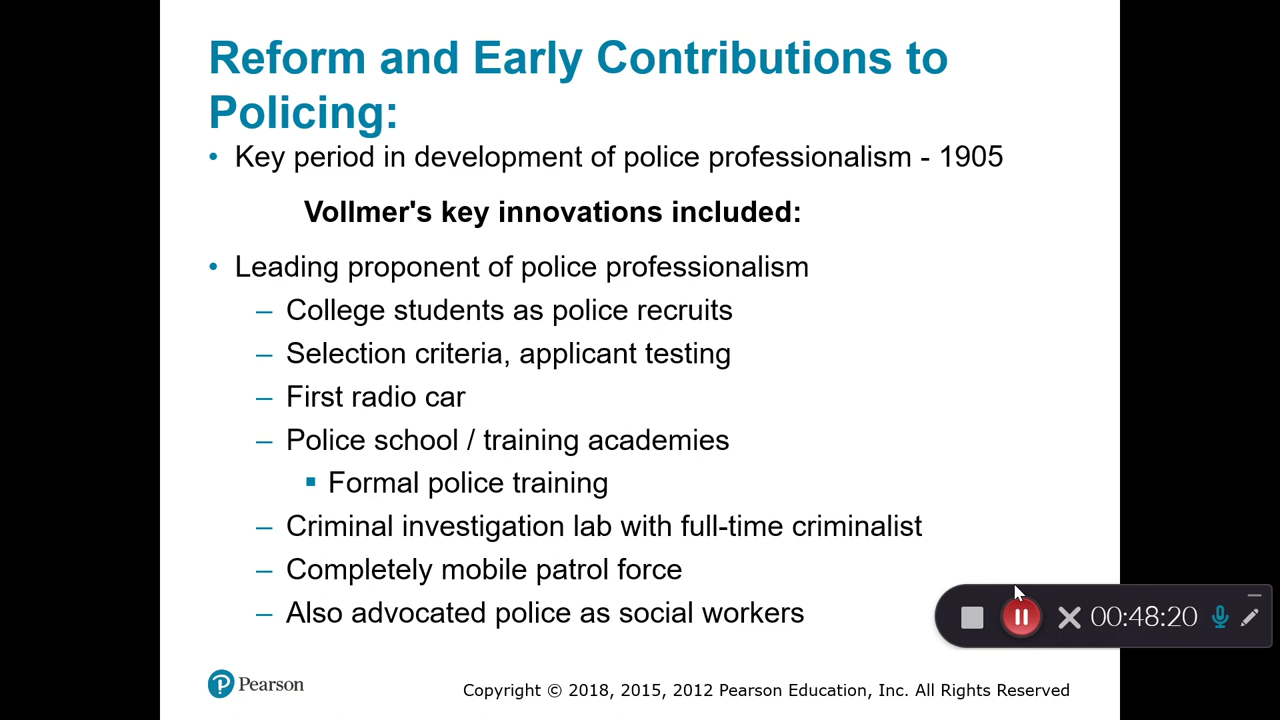 Reform and Early Contributions to
Policing:
• Key period in development of police professionalism - 1905
Vollmer's key innovations included:
• Leading proponent of police professionalism
– College students as police recruits
– Selection criteria, applicant testing
– First radio car
– Police school / training academies
▪ Formal police training
– Criminal investigation lab with full-time criminalist
– Completely mobile patrol force
– Also advocated police as social workers
00:48:20
Pearson
Copyright © 2018, 2015, 2012 Pearson Education, Inc. All Rights Reserved